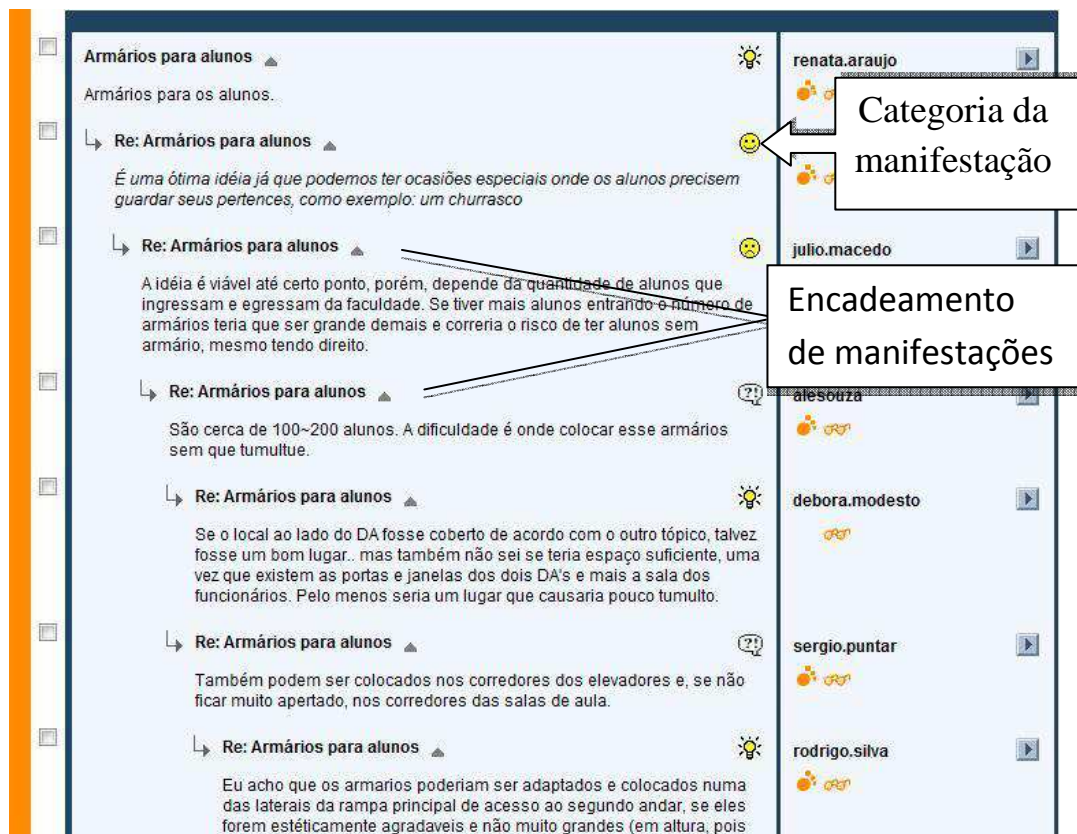 Armários para alunos
renata.araujo
Armários para os alunos.
Categoria da
manifestação
Re: Armários para alunos
É uma ótima idéia já que podemos ter ocasiões especiais onde os alunos precisem
guardar seus pertences, como exemplo: um churrasco
Re: Armários para alunos
julio.macedo
A idéia é viável até certo ponto, porém, depende da quantidade de alunos que
ingressam e egressam da faculdade. Se tiver mais alunos entrando o número de
armários teria que ser grande demais e correria o risco de ter alunos sem
armário, mesmo tendo direito.
Encadeamento
de manifestações
Re: Armários para alunos
alesouza
São cerca de 100~200 alunos. A dificuldade é onde colocar esse armários
sem que tumultue.
Re: Armários para alunos
debora.modesto
Se o local ao lado do DA fosse coberto de acordo com o outro tópico, talvez
fosse um bom lugar.. mas também não sei se teria espaço suficiente, uma
vez que existem as portas e janelas dos dois DA's e mais a sala dos
funcionários. Pelo menos seria um lugar que causaria pouco tumulto.
Re: Armários para alunos
sergio.puntar
Também podem ser colocados nos corredores dos elevadores e, se não
ficar muito apertado, nos corredores das salas de aula.
Re: Armários para alunos
rodrigo.silva
Eu acho que os armarios poderiam ser adaptados e colocados numa
das laterais da rampa principal de acesso ao segundo andar, se eles
forem estéticamente agradaveis e não muito grandes (em altura, pois